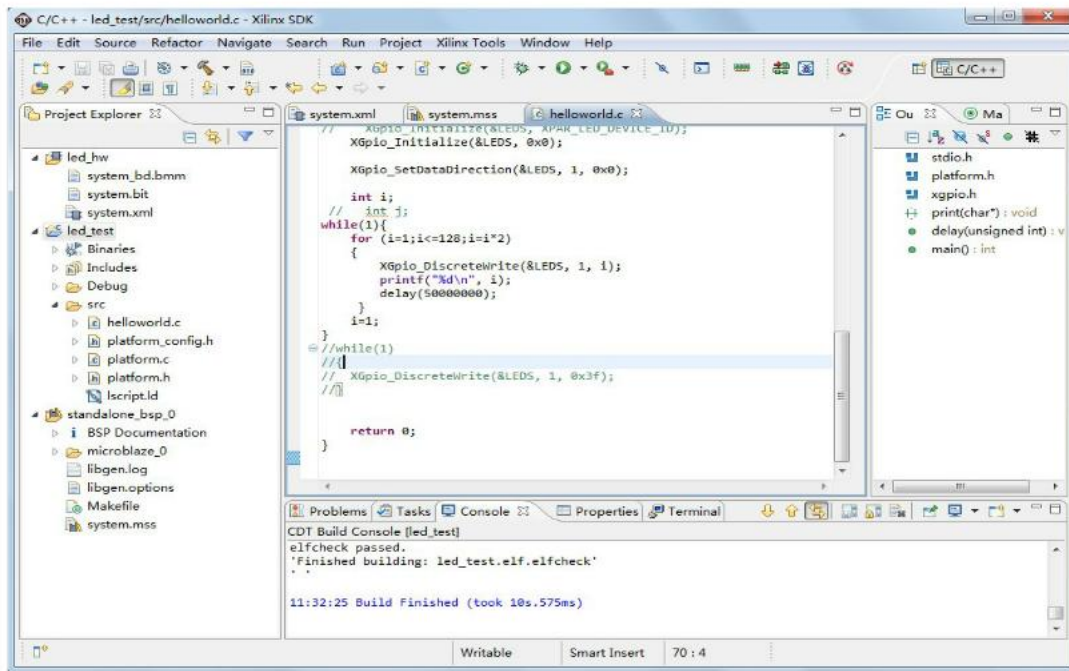 C/C++ - led_test/src/helloworld.c - Xilinx SDK
File Edit Source Refactor Navigate Search Run Project Xilinx Tools Window Help
C/C++
Project Explorer
led_hw
system_bd.bmm
system.bit
system.xml
led_test
Binaries
Includes
Debug
src
helloworld.c
platform_config.h
platform.c
platform.h
lscript.ld
standalone_bsp_0
BSP Documentation
microblaze_0
libgen.log
libgen.options
Makefile
system.mss
system.xml system.mss helloworld.c
// XGpio_Initialize(&LEDS, XPAR_LED_DEVICE_ID);
XGpio_Initialize(&LEDS, 0x0);
XGpio_SetDataDirection(&LEDS, 1, 0x0);
int i;
// int j;
while(1){
for (i=1;i<=128;i=i*2)
{
XGpio_DiscreteWrite(&LEDS, 1, i);
printf("%d\n", i);
delay(50000000);
}
i=1;
}
//while(1)
//{
// XGpio_DiscreteWrite(&LEDS, 1, 0x3f);
//}
return 0;
}
Ou Ma
stdio.h
platform.h
xgpio.h
print(char*) : void
delay(unsigned int) : v
main() : int
Problems Tasks Console Properties Terminal
CDT Build Console [led_test]
elfcheck passed.
'Finished building: led_test.elf.elfcheck'
' '
11:32:25 Build Finished (took 10s.575ms)
Writable Smart Insert 70 : 4